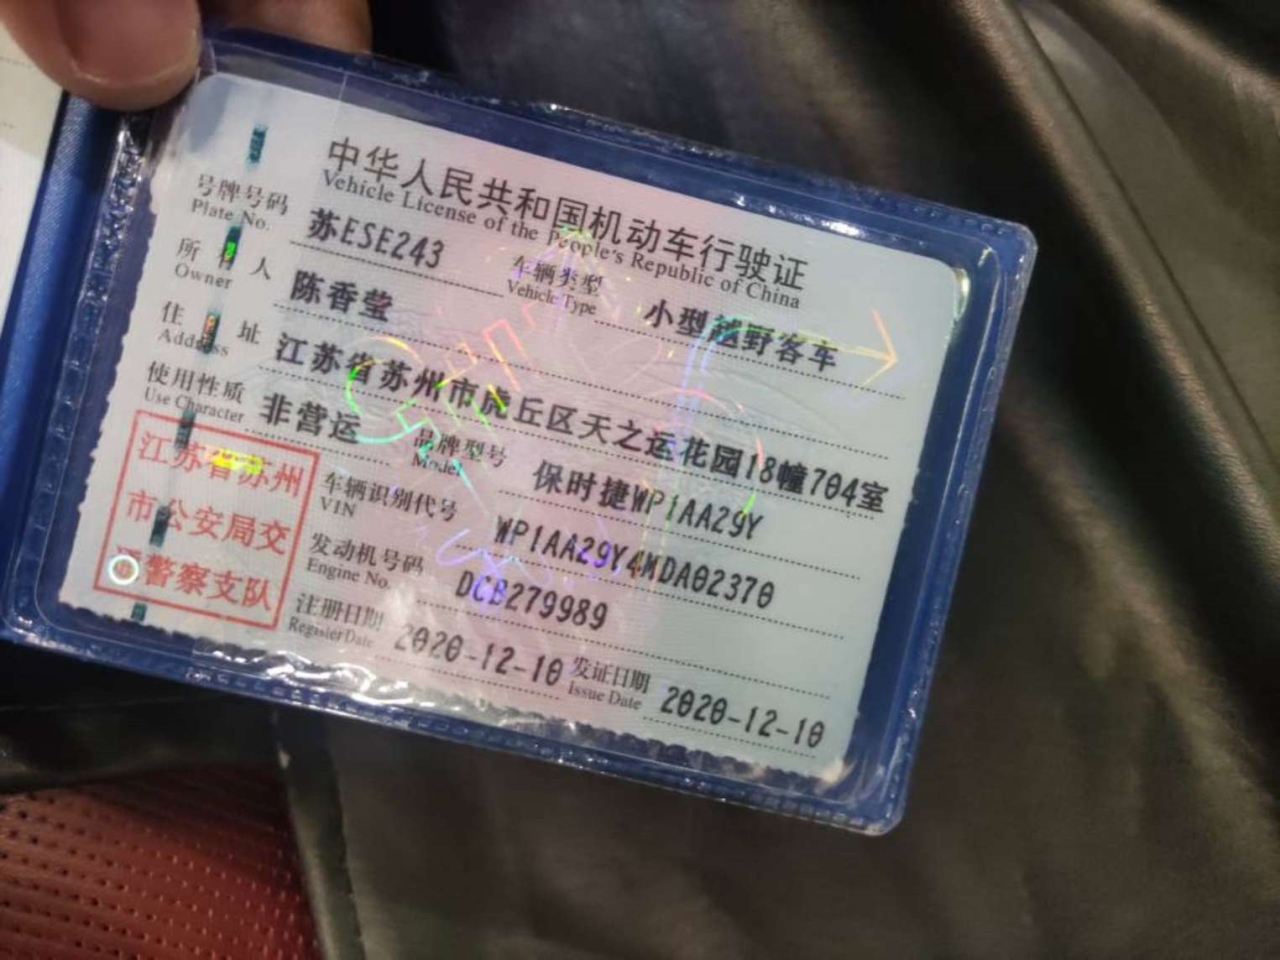 中华人民共和国机动车行驶证
Vehicle License of the People's Republic of China
号牌号码 苏ESE243 车辆类型 小型越野客车
Plate No. Vehicle Type
所有人 陈香莹
Owner
住址 江苏省苏州市虎丘区天之运花园18幢704室
Address
使用性质 非营运 品牌型号 保时捷WP1AA29Y
Use Character Model
江苏省苏州
市公安局交
通警察支队
车辆识别代号 WP1AA29Y4MDA02370
VIN
发动机号码 DCB279989
Engine No.
注册日期 2020-12-10 发证日期 2020-12-10
Register Date Issue Date